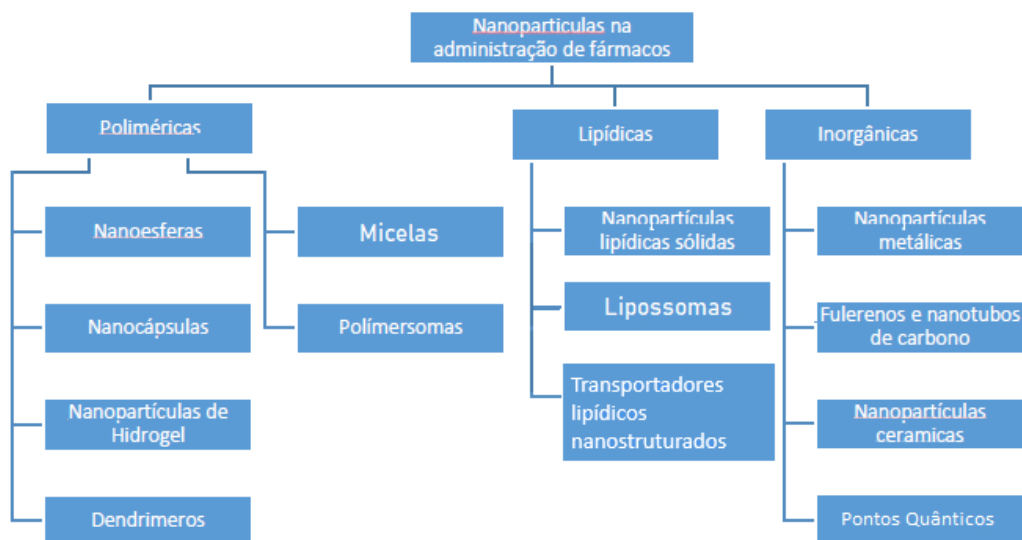 Nanoparticulas na
administração de fármacos
Poliméricas
Lipídicas
Inorgânicas
Nanoesferas
Micelas
Nanopartículas
lipídicas sólidas
Nanopartículas
metálicas
Nanocápsulas
Polímersomas
Lipossomas
Fulerenos e nanotubos
de carbono
Nanopartículas de
Hidrogel
Transportadores
lipídicos
nanostruturados
Nanopartículas
ceramicas
Dendrimeros
Pontos Quânticos